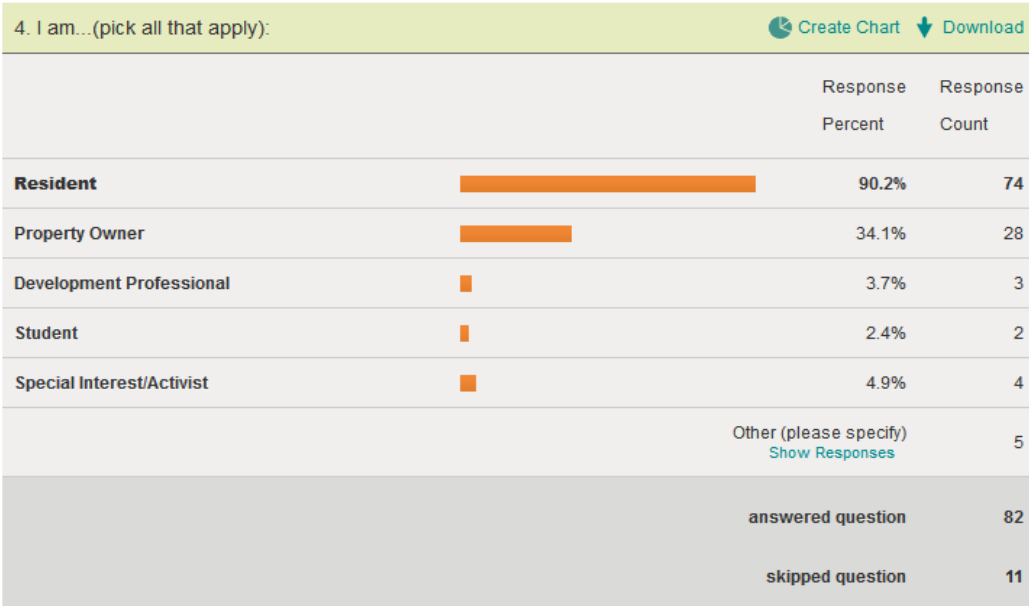 4. I am...(pick all that apply): Create Chart Download
Response Response
Percent Count
Resident 90.2% 74
Property Owner 34.1% 28
Development Professional 3.7% 3
Student 2.4% 2
Special Interest/Activist 4.9% 4
Other (please specify) 5
Show Responses
answered question 82
skipped question 11